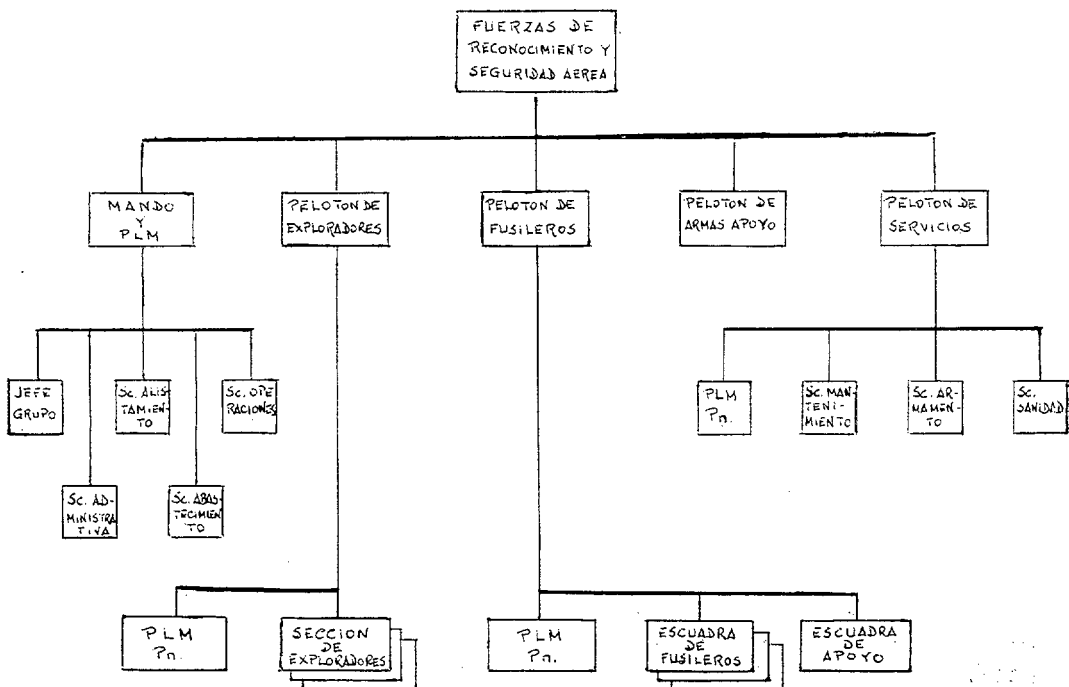 FUERZAS DE
RECONOCIMIENTO Y
SEGURIDAD AEREA
MANDO
Y
PLM
PELOTON DE
EXPLORADORES
PELOTON DE
FUSILEROS
PELOTON DE
ARMAS APOYO
PELOTON DE
SERVICIOS
JEFE
GRUPO
Sc. ALIS-
TAMIEN-
TO
Sc. OPE
RACIONES
PLM
Pn.
Sc. MAN-
TENI-
MIENTO
Sc. AR-
MAMEN-
TO
Sc.
SANIDAD
Sc. AD-
MINISTRA
TIVA
Sc. ABAS-
TECIMIEN
TO
PLM
Pn.
SECCION
DE
EXPLORADORES
PLM
Pn.
ESCUADRA
DE
FUSILEROS
ESCUADRA
DE
APOYO